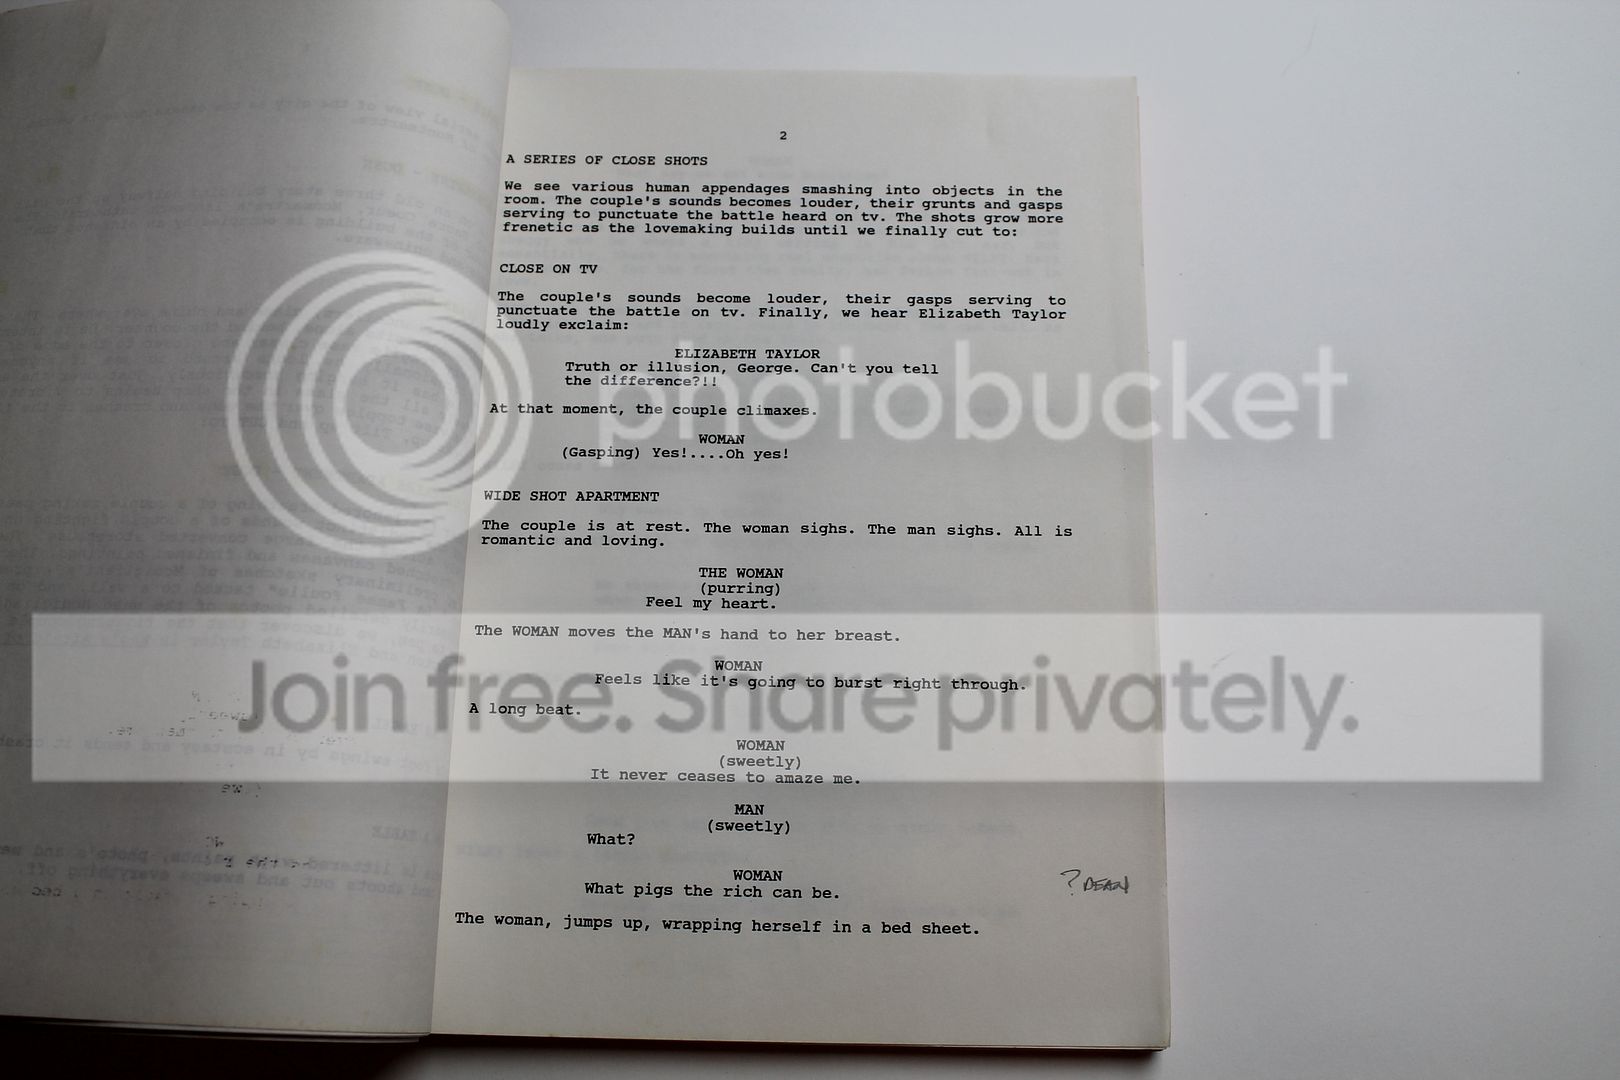 2
A SERIES OF CLOSE SHOTS
We see various human appendages smashing into objects in the
room. The couple's sounds becomes louder, their grunts and gasps
serving to punctuate the battle heard on tv. The shots grow more
frenetic as the lovemaking builds until we finally cut to:
CLOSE ON TV
The couple's sounds become louder, their gasps serving to
punctuate the battle on tv. Finally, we hear Elizabeth Taylor
loudly exclaim:
ELIZABETH TAYLOR
Truth or illusion, George. Can't you tell
the difference?!!
At that moment, the couple climaxes.
WOMAN
(Gasping) Yes!....Oh yes!
WIDE SHOT APARTMENT
The couple is at rest. The woman sighs. The man sighs. All is
romantic and loving.
THE WOMAN
(purring)
Feel my heart.
The WOMAN moves the MAN's hand to her breast.
WOMAN
Feels like it's going to burst right through.
A long beat.
WOMAN
(sweetly)
It never ceases to amaze me.
MAN
(sweetly)
What?
WOMAN
What pigs the rich can be.
? DEAN
The woman, jumps up, wrapping herself in a bed sheet.
photobucket
Join free. Share privately.